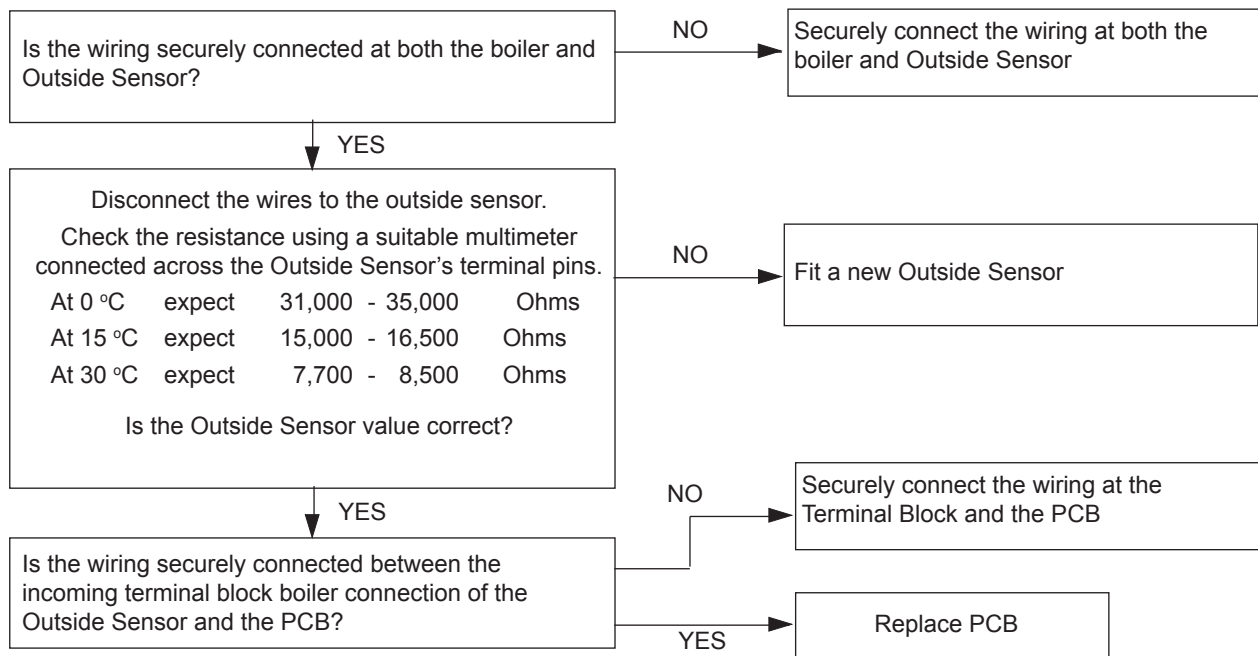 Is the wiring securely connected at both the boiler and
Outside Sensor?
NO
Securely connect the wiring at both the
boiler and Outside Sensor
YES
Disconnect the wires to the outside sensor.
Check the resistance using a suitable multimeter
connected across the Outside Sensor's terminal pins.
At 0 °C expect 31,000 - 35,000 Ohms
At 15 °C expect 15,000 - 16,500 Ohms
At 30 °C expect 7,700 - 8,500 Ohms
Is the Outside Sensor value correct?
NO
Fit a new Outside Sensor
YES
Is the wiring securely connected between the
incoming terminal block boiler connection of the
Outside Sensor and the PCB?
NO
Securely connect the wiring at the
Terminal Block and the PCB
YES
Replace PCB